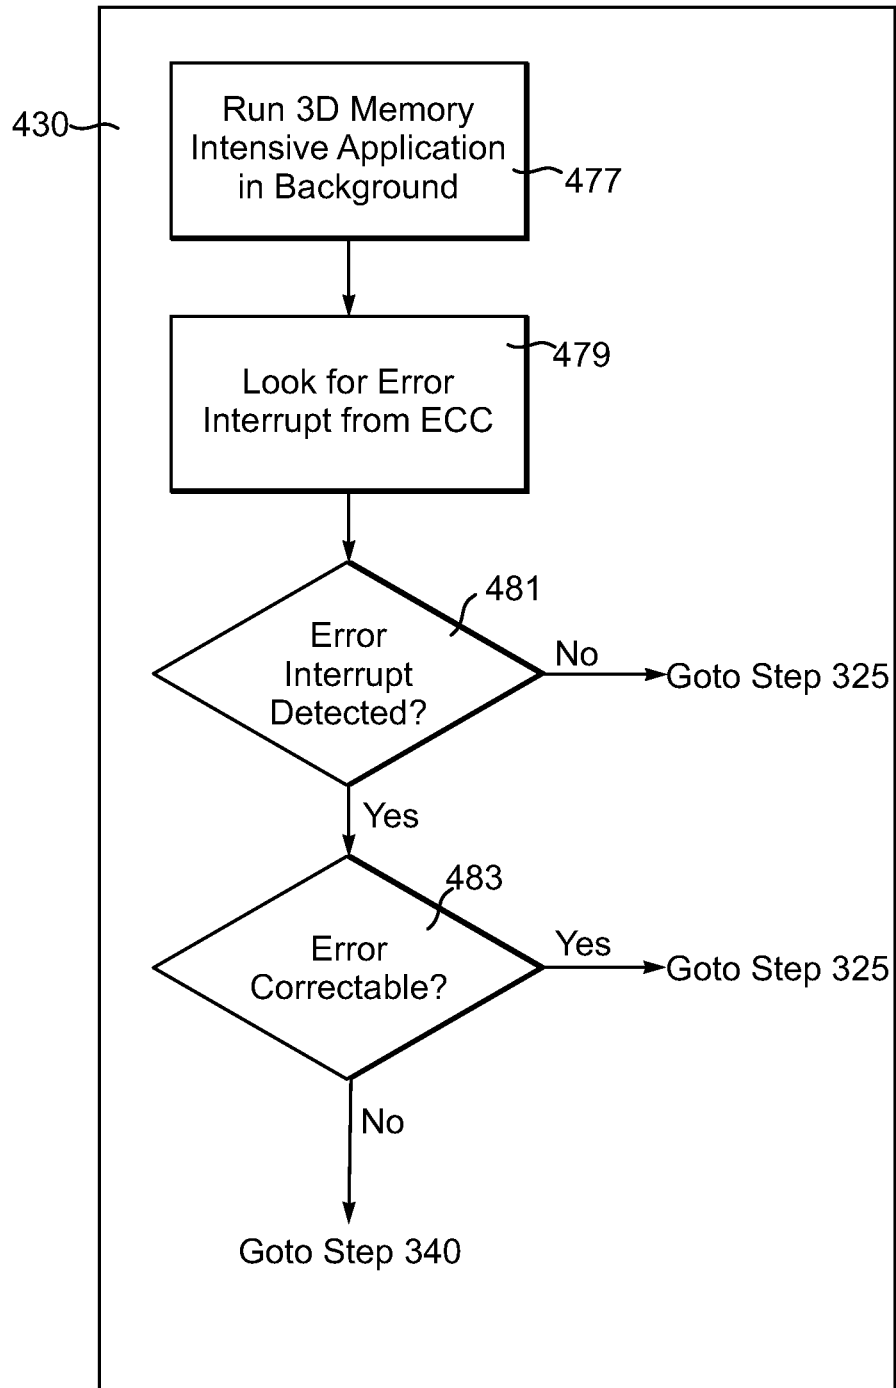 430
Run 3D Memory
Intensive Application
in Background
477
Look for Error
Interrupt from ECC
479
Error
Interrupt
Detected?
481
No
Goto Step 325
Yes
Error
Correctable?
483
Yes
Goto Step 325
No
Goto Step 340